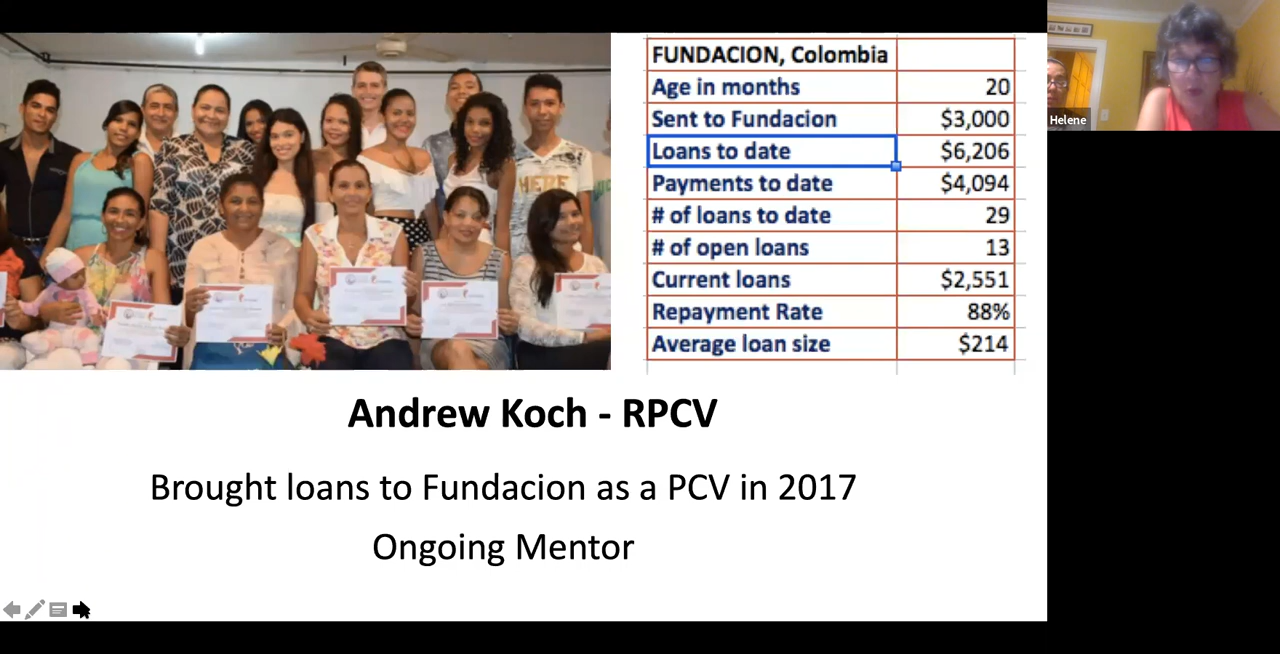 FUNDACION, Colombia
Age in months 20
Sent to Fundacion $3,000
Loans to date $6,206
Payments to date $4,094
# of loans to date 29
# of open loans 13
Current loans $2,551
Repayment Rate 88%
Average loan size $214
Helene
HERE
Andrew Koch - RPCV
Brought loans to Fundacion as a PCV in 2017
Ongoing Mentor